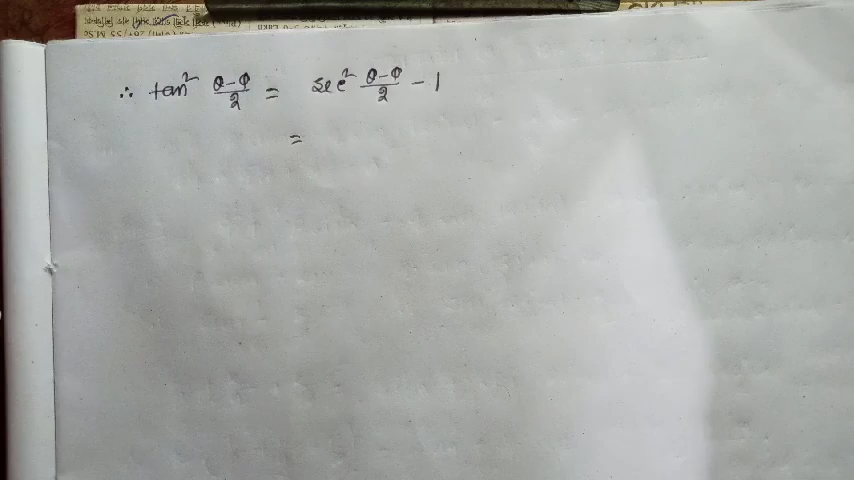 ∴ tan² θ-φ/2 = sec² θ-φ/2 - 1
=